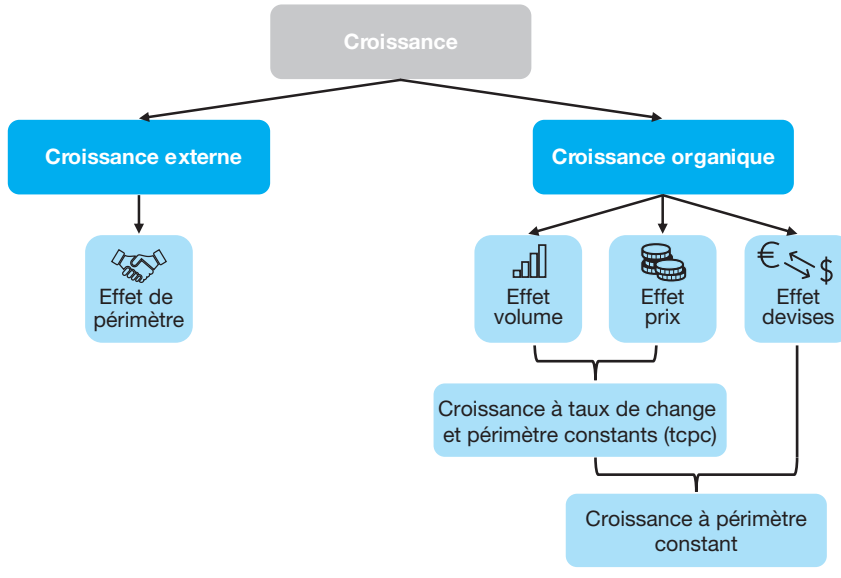 Croissance
Croissance externe
Croissance organique
Effet de
périmètre
Effet
volume
Effet
prix
€ $
Effet
devises
Croissance à taux de change
et périmètre constants (tcpc)
Croissance à périmètre
constant